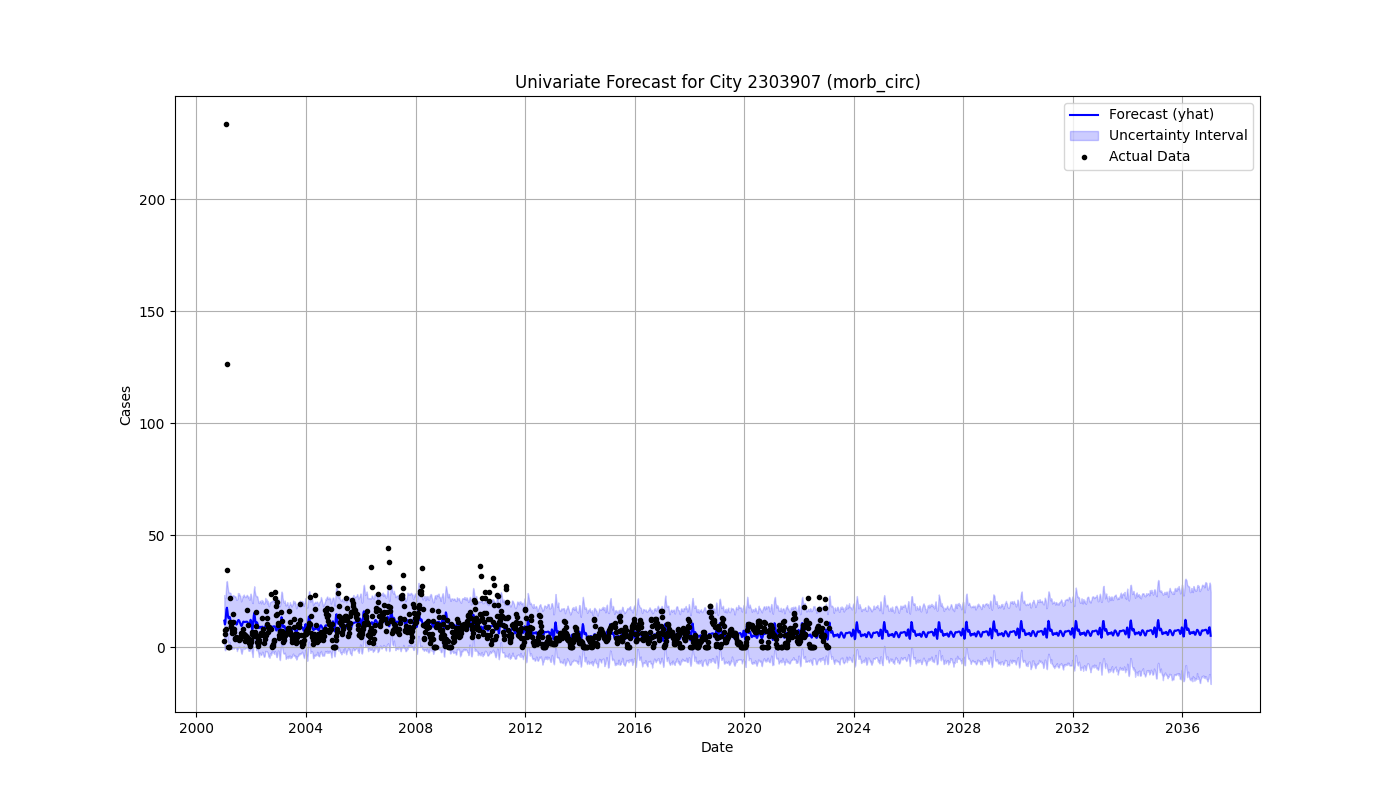 Univariate Forecast for City 2303907 (morb_circ)
Forecast (yhat)
Uncertainty Interval
Actual Data
200
150
100
50
0
Cases
2000 2004 2008 2012 2016 2020 2024 2028 2032 2036
Date